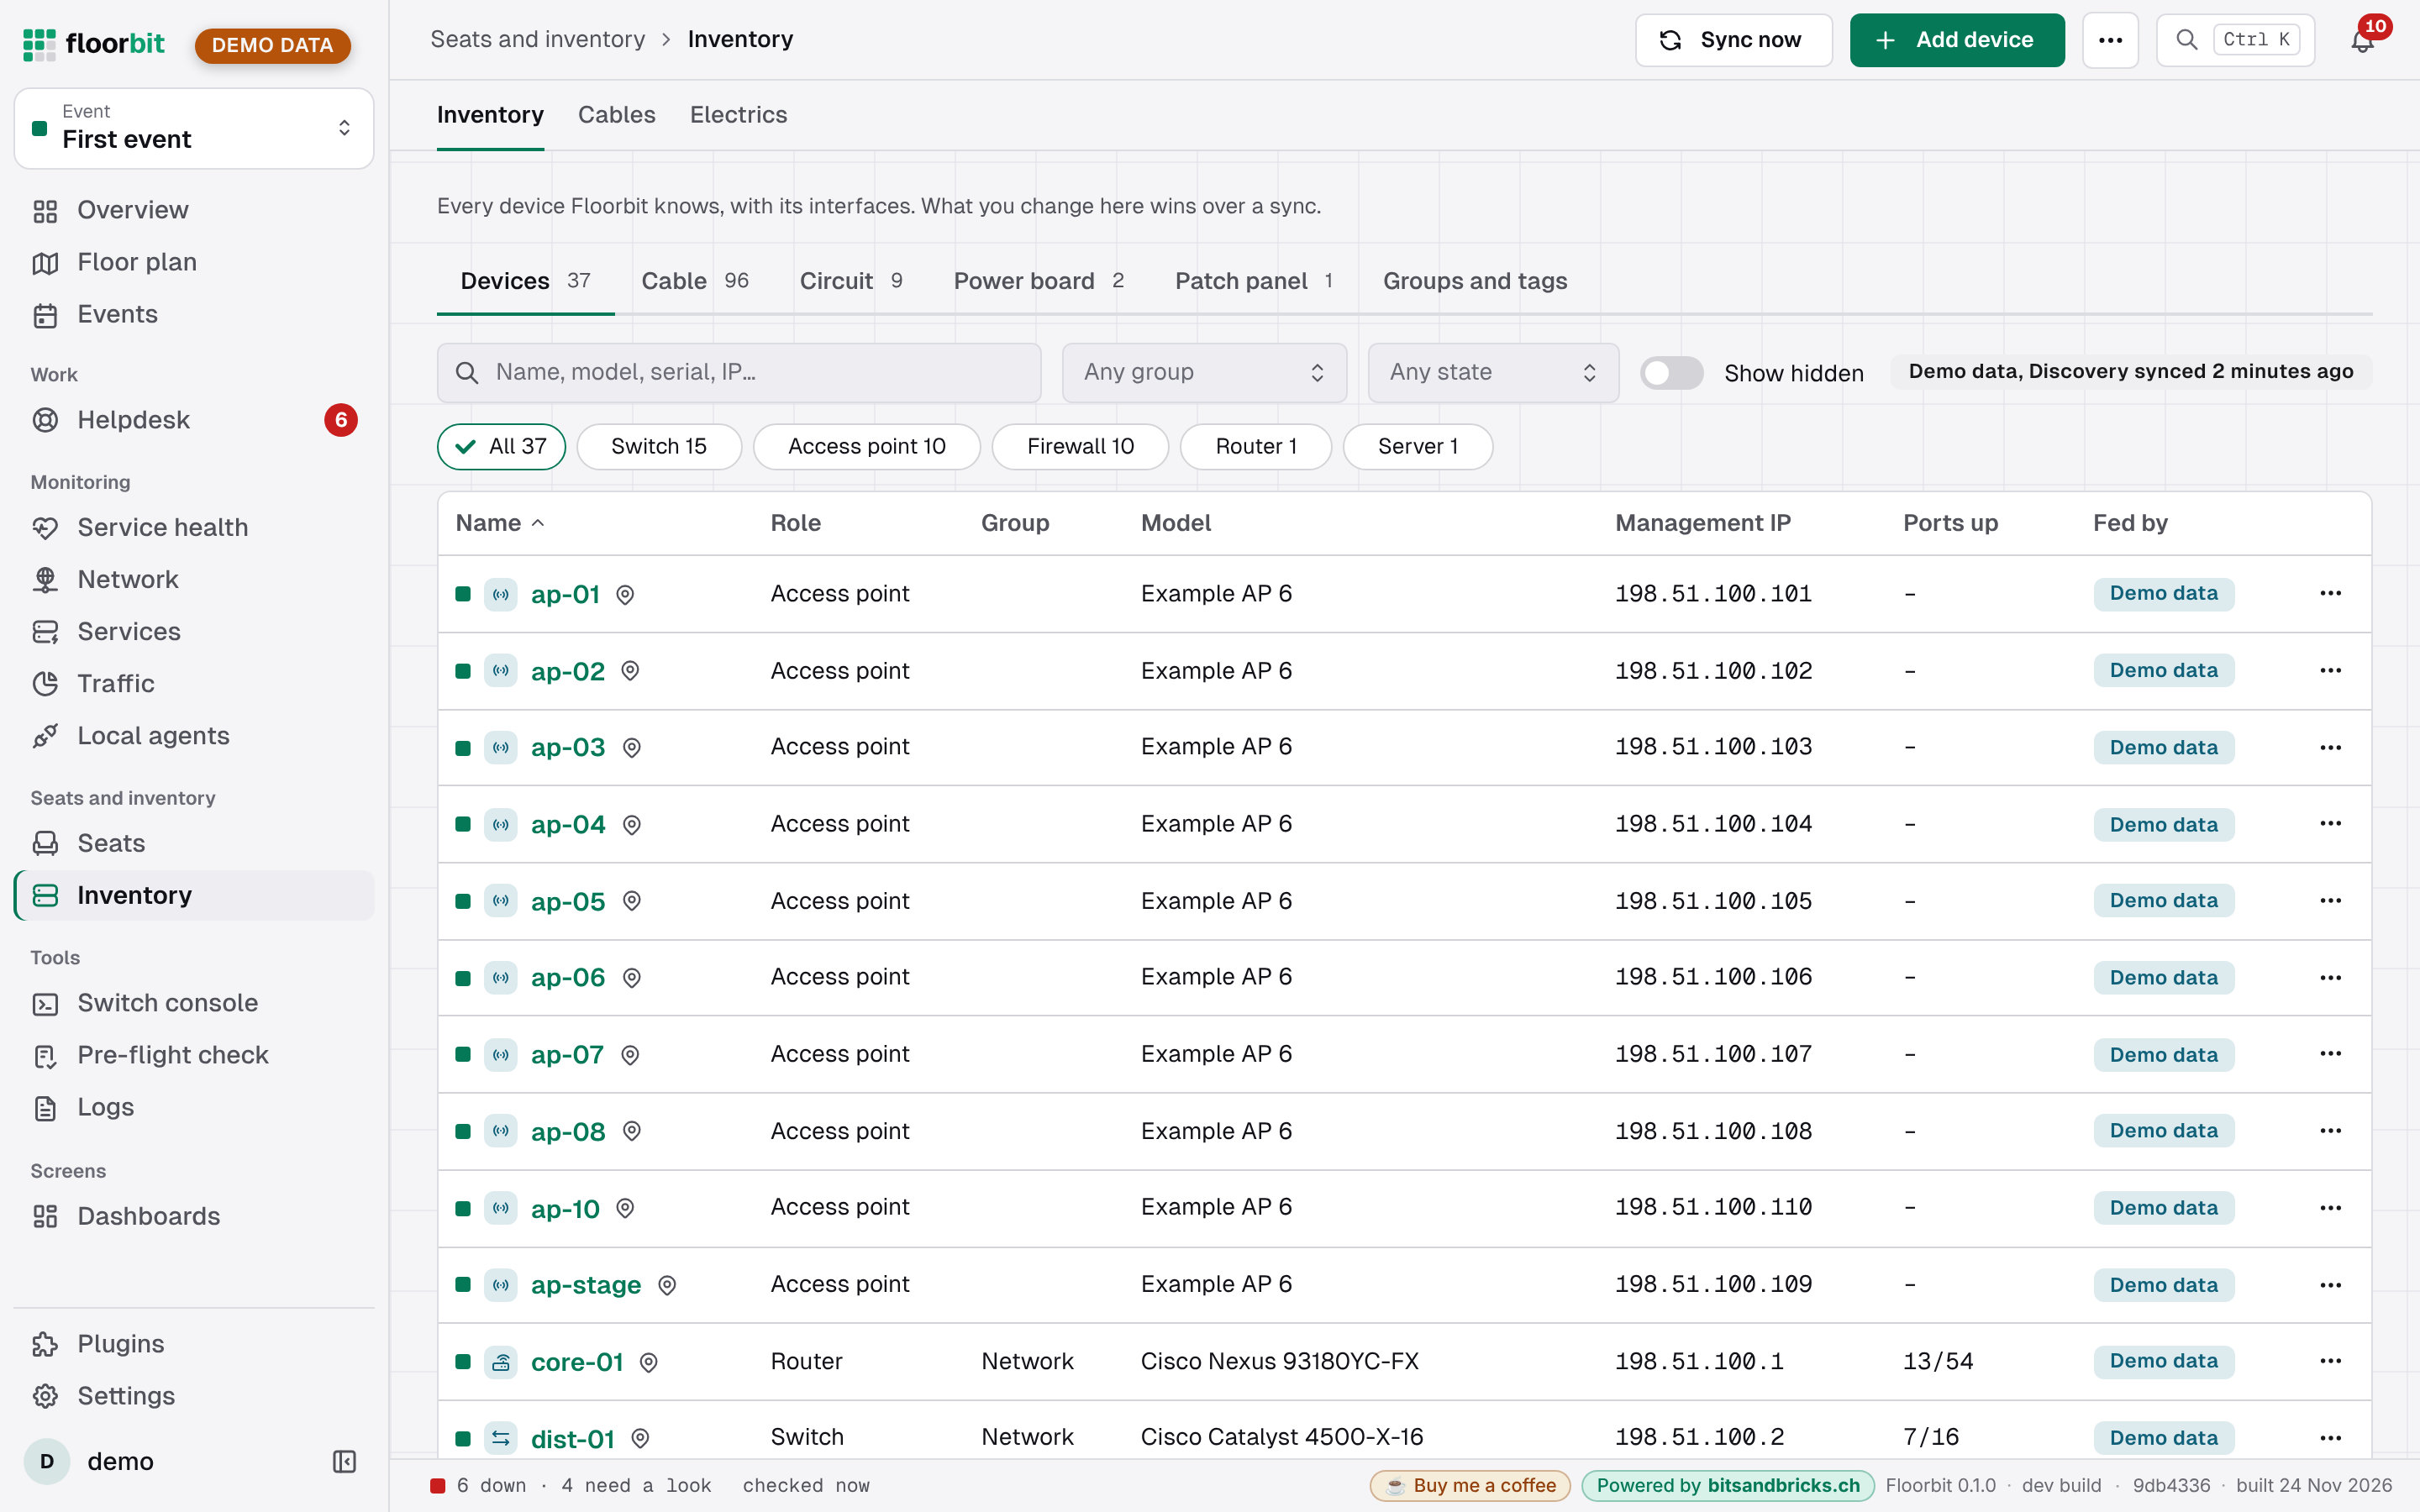 floorbit
DEMO DATA
Event
First event
Overview
Floor plan
Events
Work
Helpdesk 6
Monitoring
Service health
Network
Services
Traffic
Local agents
Seats and inventory
Seats
Inventory
Tools
Switch console
Pre-flight check
Logs
Screens
Dashboards
Plugins
Settings
D demo
Seats and inventory > Inventory
Sync now
Add device
Ctrl K
10
Inventory Cables Electrics
Every device Floorbit knows, with its interfaces. What you change here wins over a sync.
Devices 37 Cable 96 Circuit 9 Power board 2 Patch panel 1 Groups and tags
Name, model, serial, IP... Any group Any state Show hidden Demo data, Discovery synced 2 minutes ago
All 37 Switch 15 Access point 10 Firewall 10 Router 1 Server 1
Name Role Group Model Management IP Ports up Fed by
ap-01 Access point Example AP 6 198.51.100.101 – Demo data
ap-02 Access point Example AP 6 198.51.100.102 – Demo data
ap-03 Access point Example AP 6 198.51.100.103 – Demo data
ap-04 Access point Example AP 6 198.51.100.104 – Demo data
ap-05 Access point Example AP 6 198.51.100.105 – Demo data
ap-06 Access point Example AP 6 198.51.100.106 – Demo data
ap-07 Access point Example AP 6 198.51.100.107 – Demo data
ap-08 Access point Example AP 6 198.51.100.108 – Demo data
ap-10 Access point Example AP 6 198.51.100.110 – Demo data
ap-stage Access point Example AP 6 198.51.100.109 – Demo data
core-01 Router Network Cisco Nexus 93180YC-FX 198.51.100.1 13/54 Demo data
dist-01 Switch Network Cisco Catalyst 4500-X-16 198.51.100.2 7/16 Demo data
6 down · 4 need a look checked now
Buy me a coffee
Powered by bitsandbricks.ch
Floorbit 0.1.0 · dev build · 9db4336 · built 24 Nov 2026